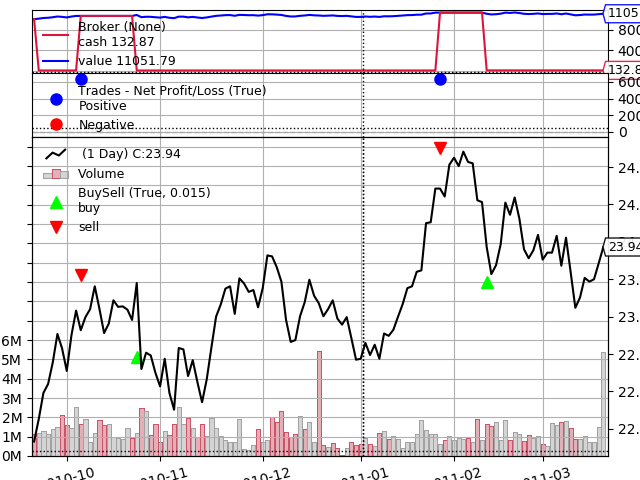 Broker (None)
cash 132.87
value 11051.79
1105
800
400
132.8
Trades - Net Profit/Loss (True)
Positive
Negative
600
400
200
0
(1 Day) C:23.94
Volume
BuySell (True, 0.015)
buy
sell
24.
24.
23.94
23.
23.
22.
22.
22.
6M
5M
4M
3M
2M
1M
0M
010-10
010-11
010-12
011-01
011-02
011-03